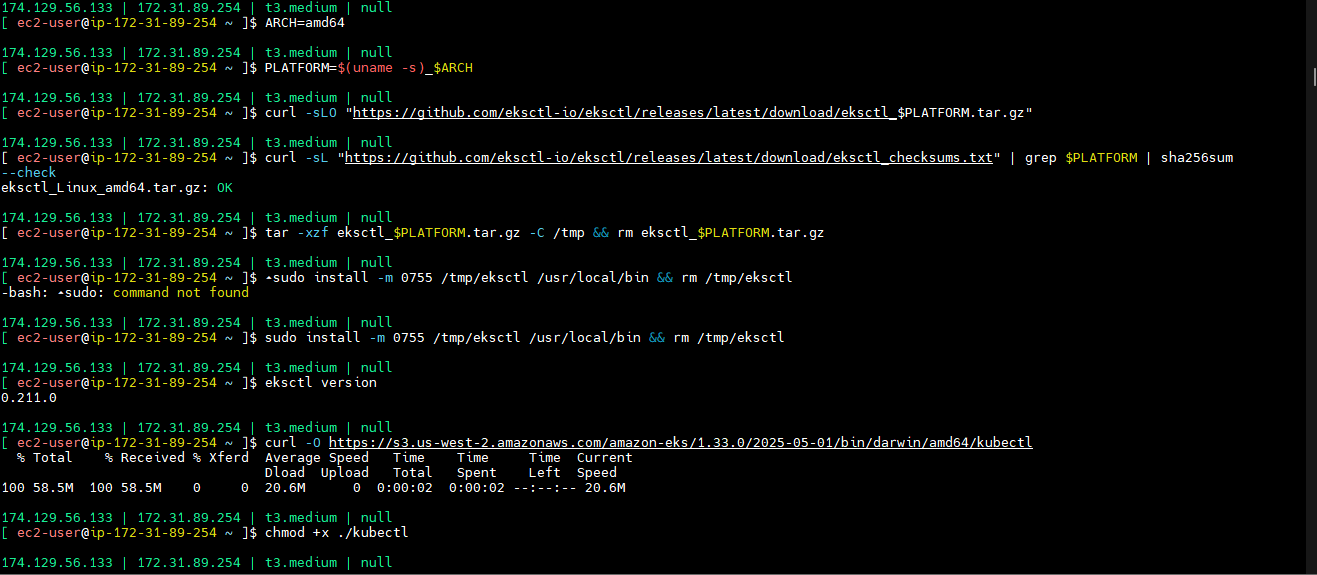 174.129.56.133 | 172.31.89.254 | t3.medium | null
[ ec2-user@ip-172-31-89-254 ~ ]$ ARCH=amd64
174.129.56.133 | 172.31.89.254 | t3.medium | null
[ ec2-user@ip-172-31-89-254 ~ ]$ PLATFORM=$(uname -s)_$ARCH
174.129.56.133 | 172.31.89.254 | t3.medium | null
[ ec2-user@ip-172-31-89-254 ~ ]$ curl -sLO "https://github.com/eksctl-io/eksctl/releases/latest/download/eksctl_$PLATFORM.tar.gz"
174.129.56.133 | 172.31.89.254 | t3.medium | null
[ ec2-user@ip-172-31-89-254 ~ ]$ curl -sL "https://github.com/eksctl-io/eksctl/releases/latest/download/eksctl_checksums.txt" | grep $PLATFORM | sha256sum
--check
eksctl_Linux_amd64.tar.gz: OK
174.129.56.133 | 172.31.89.254 | t3.medium | null
[ ec2-user@ip-172-31-89-254 ~ ]$ tar -xzf eksctl_$PLATFORM.tar.gz -C /tmp && rm eksctl_$PLATFORM.tar.gz
174.129.56.133 | 172.31.89.254 | t3.medium | null
[ ec2-user@ip-172-31-89-254 ~ ]$ ▴sudo install -m 0755 /tmp/eksctl /usr/local/bin && rm /tmp/eksctl
-bash: ▴sudo: command not found
174.129.56.133 | 172.31.89.254 | t3.medium | null
[ ec2-user@ip-172-31-89-254 ~ ]$ sudo install -m 0755 /tmp/eksctl /usr/local/bin && rm /tmp/eksctl
174.129.56.133 | 172.31.89.254 | t3.medium | null
[ ec2-user@ip-172-31-89-254 ~ ]$ eksctl version
0.211.0
174.129.56.133 | 172.31.89.254 | t3.medium | null
[ ec2-user@ip-172-31-89-254 ~ ]$ curl -O https://s3.us-west-2.amazonaws.com/amazon-eks/1.33.0/2025-05-01/bin/darwin/amd64/kubectl
% Total % Received % Xferd Average Speed Time Time Time Current
Dload Upload Total Spent Left Speed
100 58.5M 100 58.5M 0 0 20.6M 0 0:00:02 0:00:02 --:--:-- 20.6M
174.129.56.133 | 172.31.89.254 | t3.medium | null
[ ec2-user@ip-172-31-89-254 ~ ]$ chmod +x ./kubectl
174.129.56.133 | 172.31.89.254 | t3.medium | null